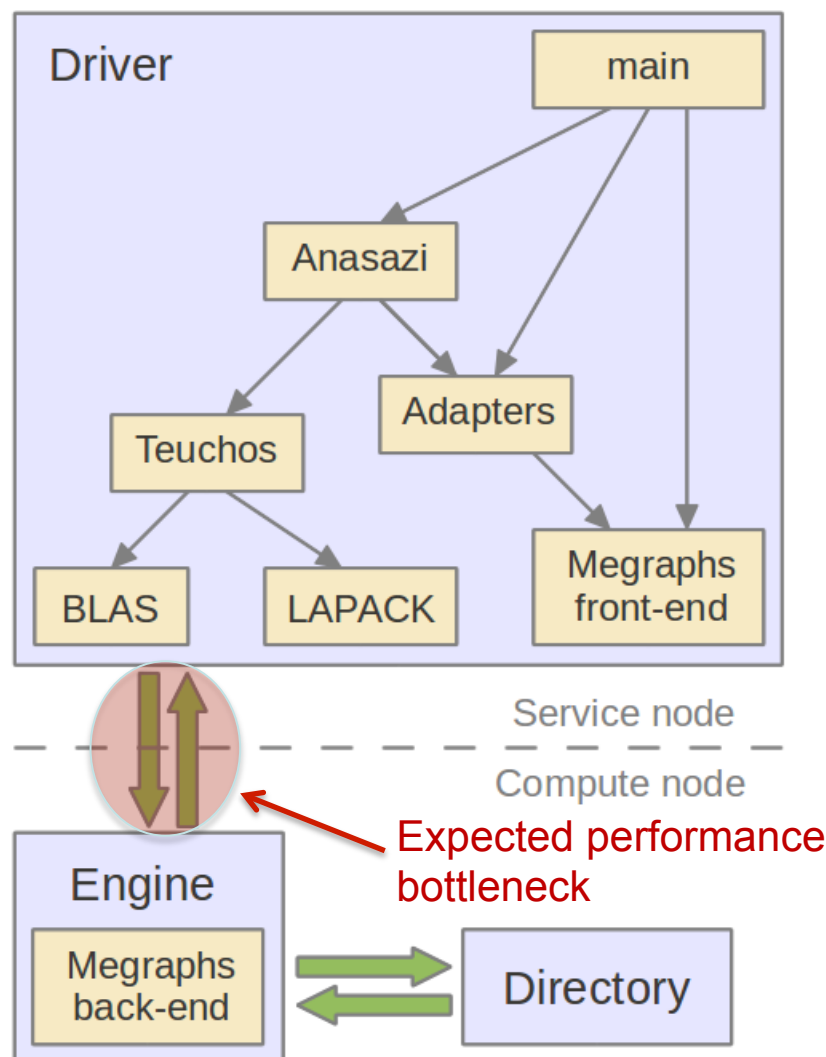 Driver
main
Anasazi
Adapters
Teuchos
Megraphs
front-end
BLAS
LAPACK
Service node
Compute node
Expected performance
bottleneck
Engine
Megraphs
back-end
Directory